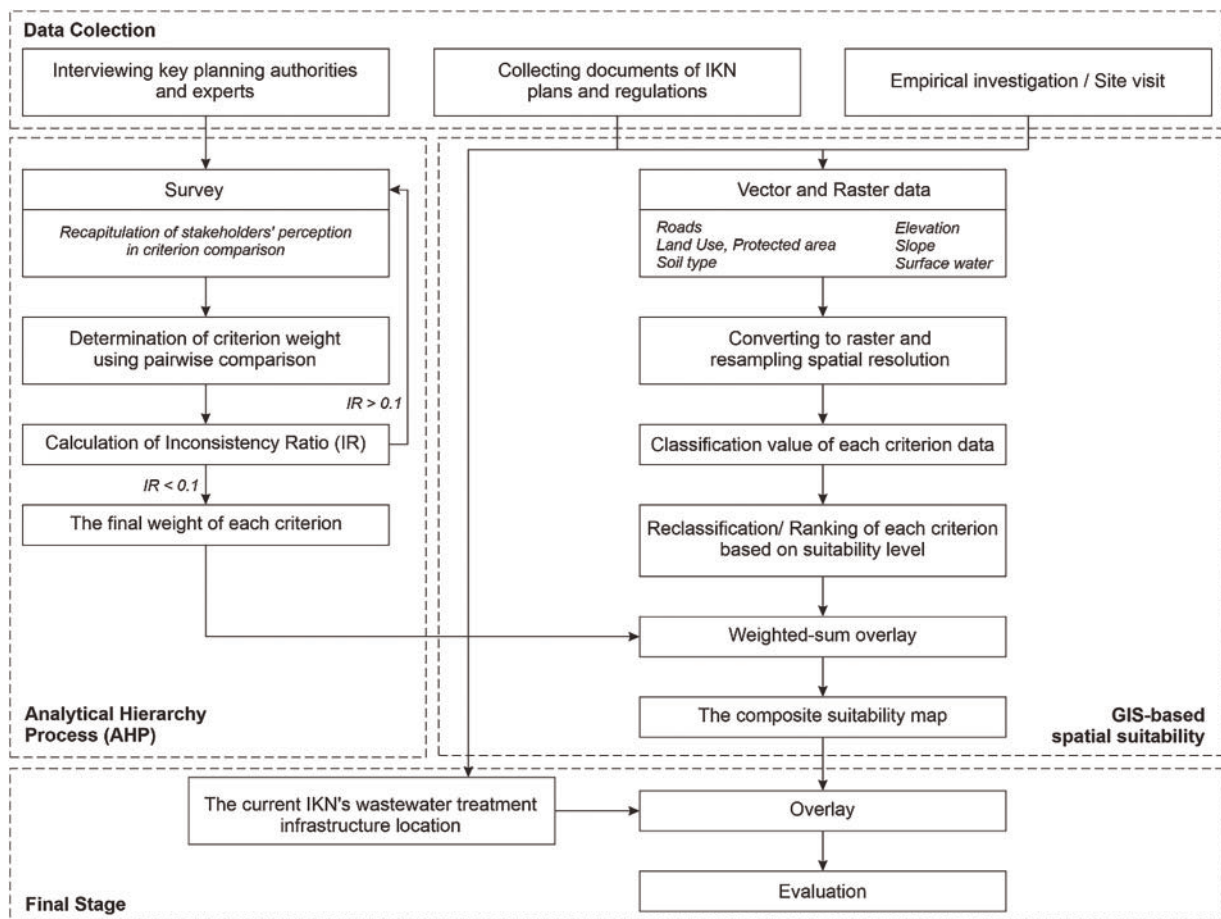 Data Colection
Interviewing key planning authorities
and experts
Collecting documents of IKN
plans and regulations
Empirical investigation / Site visit
Survey
Recapitulation of stakeholders' perception
in criterion comparison
Determination of criterion weight
using pairwise comparison
IR > 0.1
Calculation of Inconsistency Ratio (IR)
IR < 0.1
The final weight of each criterion
Analytical Hierarchy
Process (AHP)
Vector and Raster data
Roads
Land Use, Protected area
Soil type
Elevation
Slope
Surface water
Converting to raster and
resampling spatial resolution
Classification value of each criterion data
Reclassification/ Ranking of each criterion
based on suitability level
Weighted-sum overlay
The composite suitability map
GIS-based
spatial suitability
The current IKN's wastewater treatment
infrastructure location
Overlay
Evaluation
Final Stage